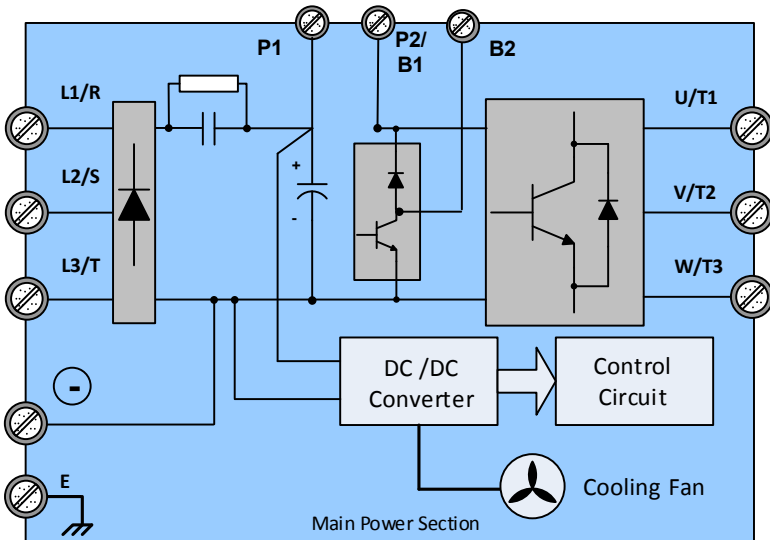 P1
P2/
B1
B2
L1/R
U/T1
+
-
L2/S
V/T2
L3/T
W/T3
-
DC /DC
Converter
Control
Circuit
E
Cooling Fan
Main Power Section